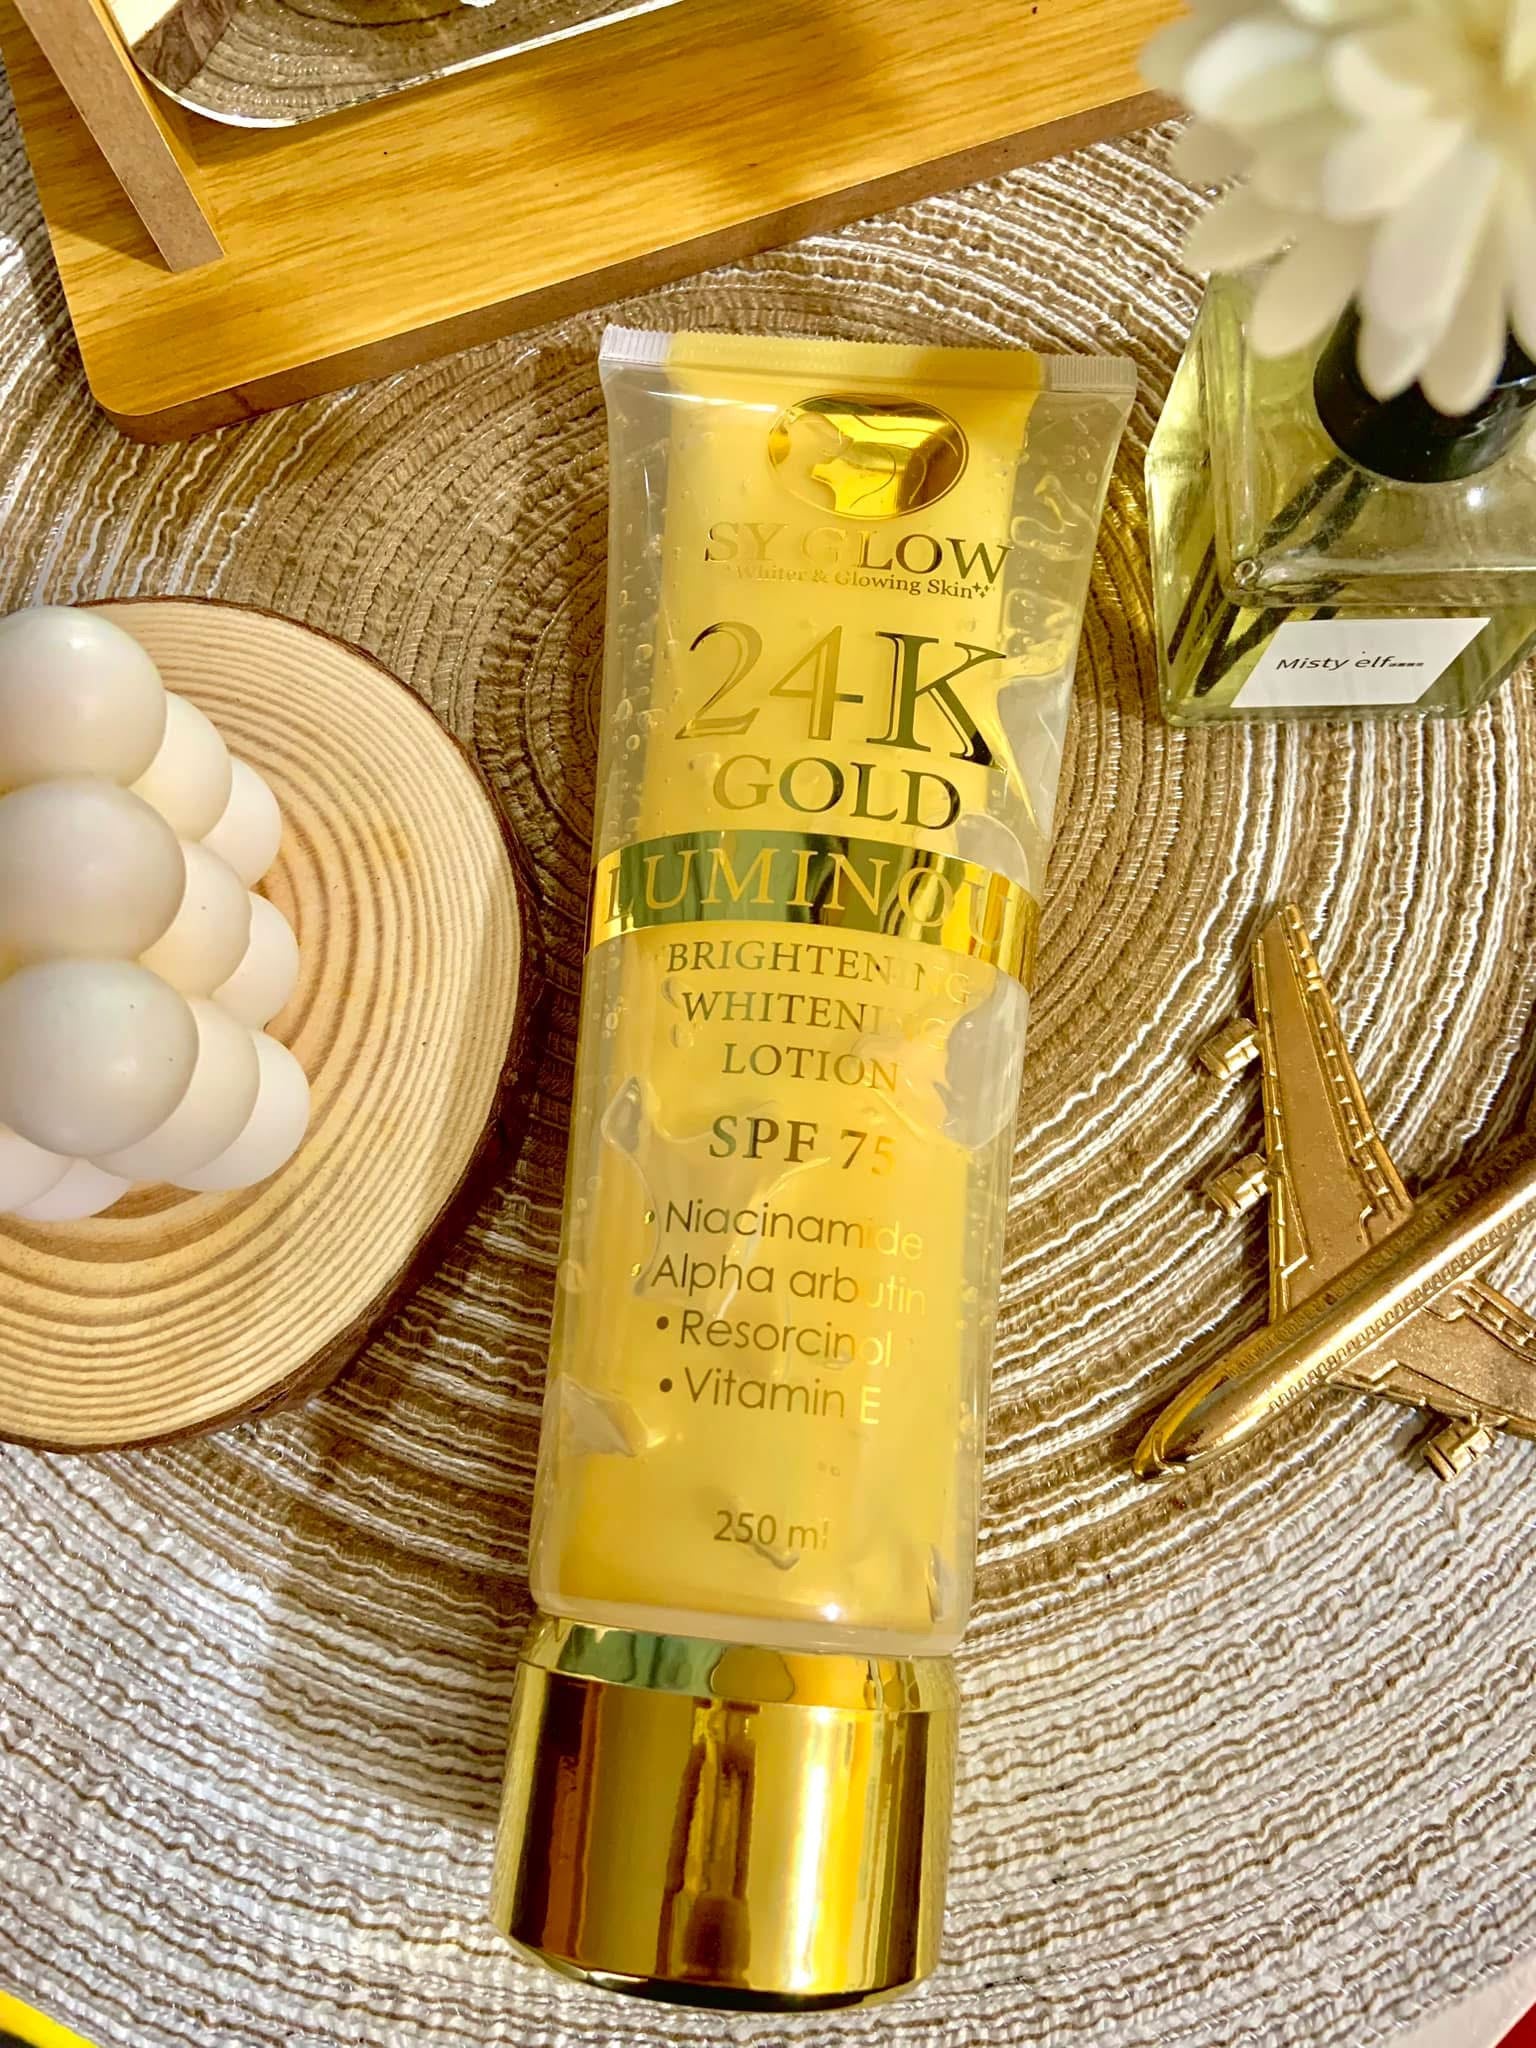 SY GLOW
Whiter & Glowing Skin
24K
GOLD
LUMINOU
BRIGHTENING
WHITENING
LOTION
SPF 75
• Niacinamide
• Alpha arbutin
• Resorcinol
• Vitamin E
250 ml
Misty elf